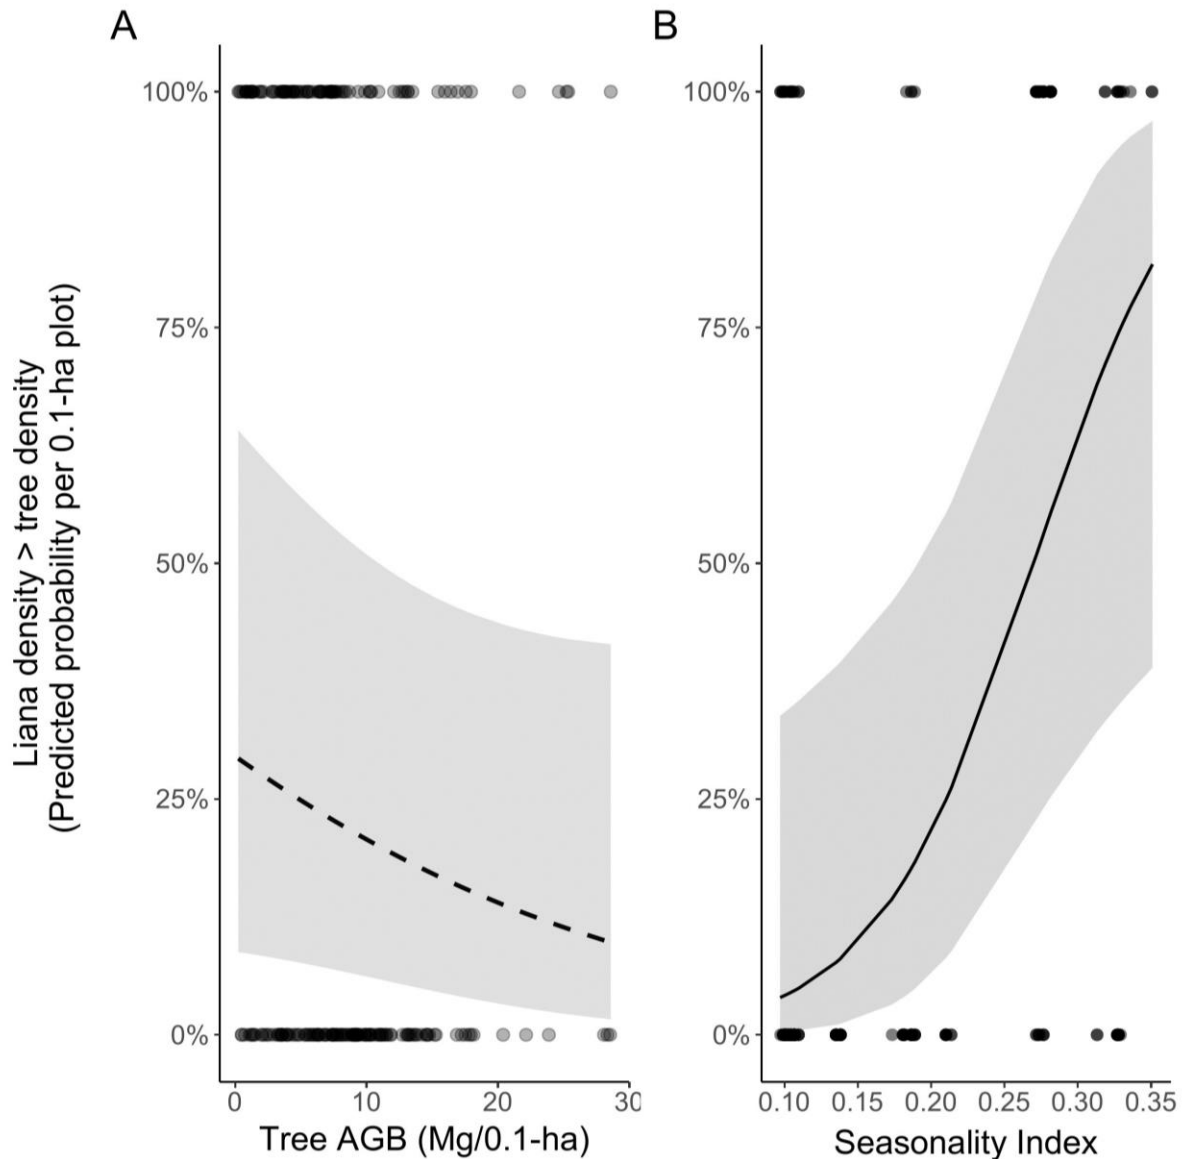 A
B
Liana density > tree density
(Predicted probability per 0.1-ha plot)
100%
75%
50%
25%
0%
0 10 20 30
Tree AGB (Mg/0.1-ha)
100%
75%
50%
25%
0%
0.10 0.15 0.20 0.25 0.30 0.35
Seasonality Index